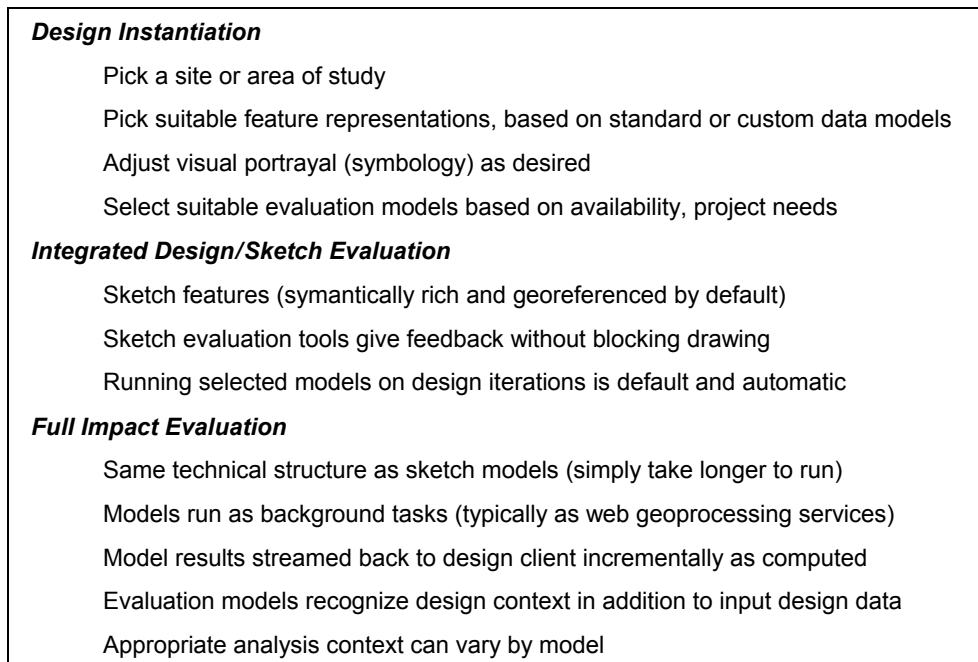 Design Instantiation
Pick a site or area of study
Pick suitable feature representations, based on standard or custom data models
Adjust visual portrayal (symbology) as desired
Select suitable evaluation models based on availability, project needs
Integrated Design/Sketch Evaluation
Sketch features (symantically rich and georeferenced by default)
Sketch evaluation tools give feedback without blocking drawing
Running selected models on design iterations is default and automatic
Full Impact Evaluation
Same technical structure as sketch models (simply take longer to run)
Models run as background tasks (typically as web geoprocessing services)
Model results streamed back to design client incrementally as computed
Evaluation models recognize design context in addition to input design data
Appropriate analysis context can vary by model